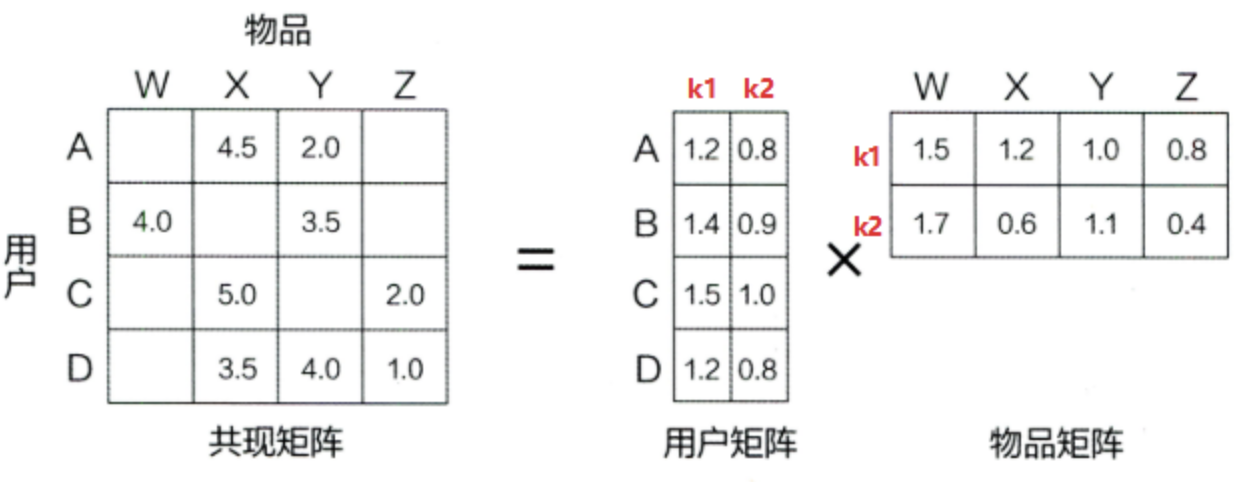 物品
W X Y Z
A 4.5 2.0
B 4.0 3.5
C 5.0 2.0
D 3.5 4.0 1.0
用户
共现矩阵
=
k1 k2
A 1.2 0.8
B 1.4 0.9
C 1.5 1.0
D 1.2 0.8
用户矩阵
×
W X Y Z
k1 1.5 1.2 1.0 0.8
k2 1.7 0.6 1.1 0.4
物品矩阵